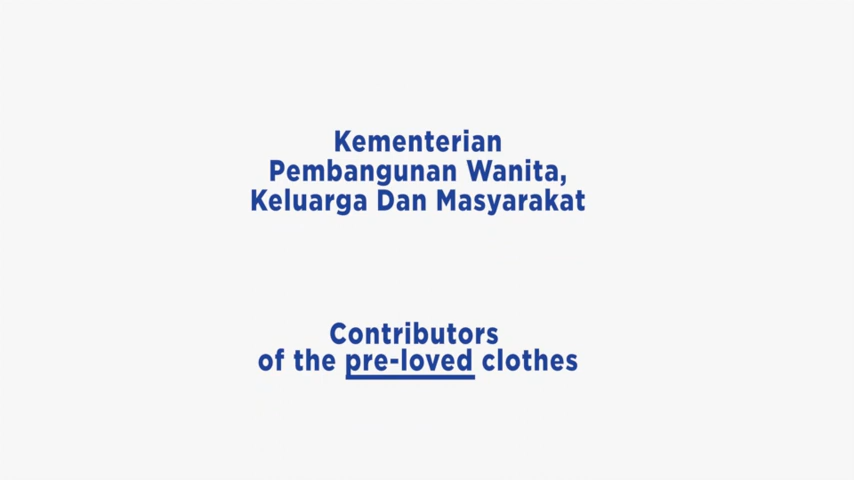 Kementerian
Pembangunan Wanita,
Keluarga Dan Masyarakat
Contributors
of the pre-loved clothes